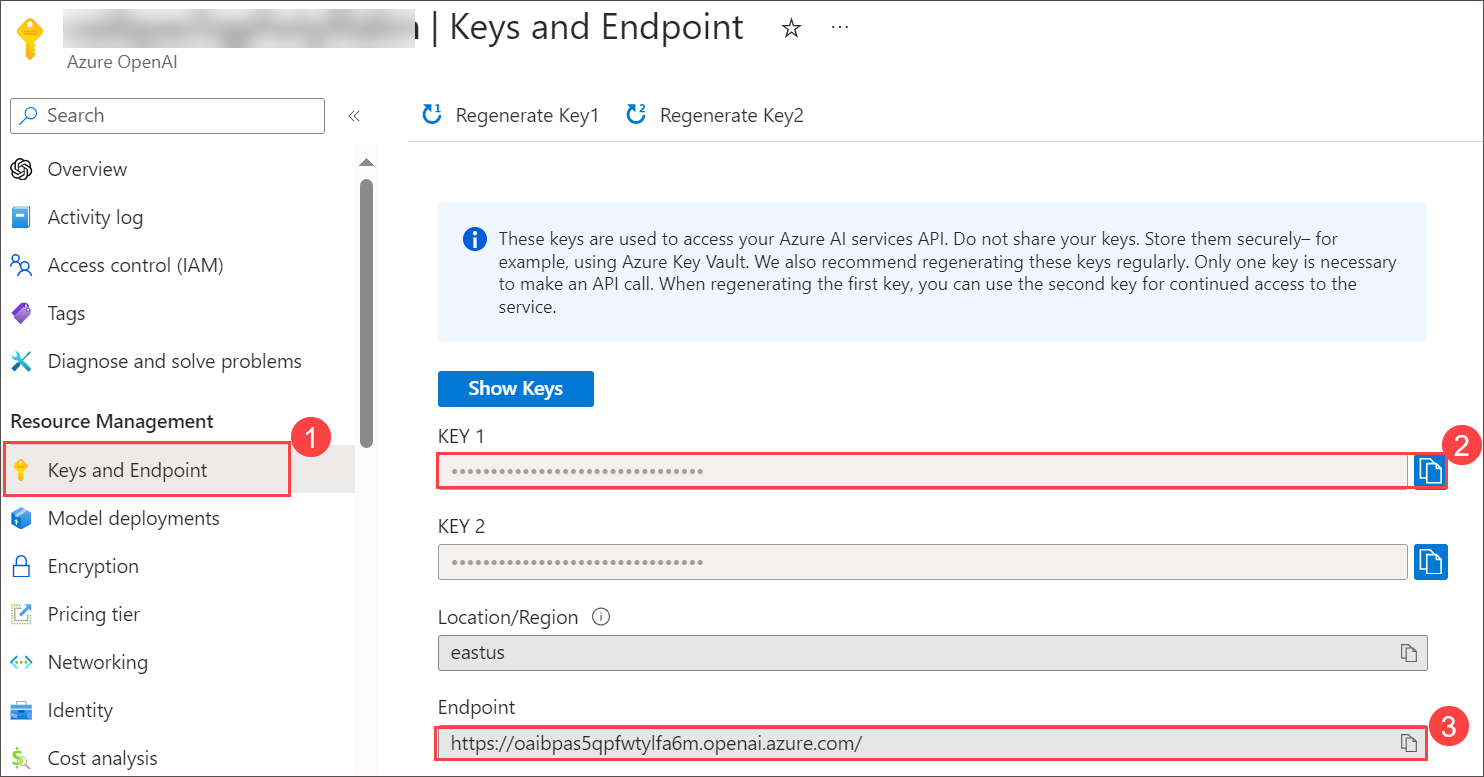 | Keys and Endpoint
Azure OpenAI
Search
Regenerate Key1
Regenerate Key2
Overview
Activity log
Access control (IAM)
Tags
Diagnose and solve problems
Resource Management
1
Keys and Endpoint
Model deployments
Encryption
Pricing tier
Networking
Identity
Cost analysis
These keys are used to access your Azure AI services API. Do not share your keys. Store them securely– for
example, using Azure Key Vault. We also recommend regenerating these keys regularly. Only one key is necessary
to make an API call. When regenerating the first key, you can use the second key for continued access to the
service.
Show Keys
KEY 1
2
KEY 2
Location/Region
eastus
Endpoint
https://oaibpas5qpfwtylfa6m.openai.azure.com/
3